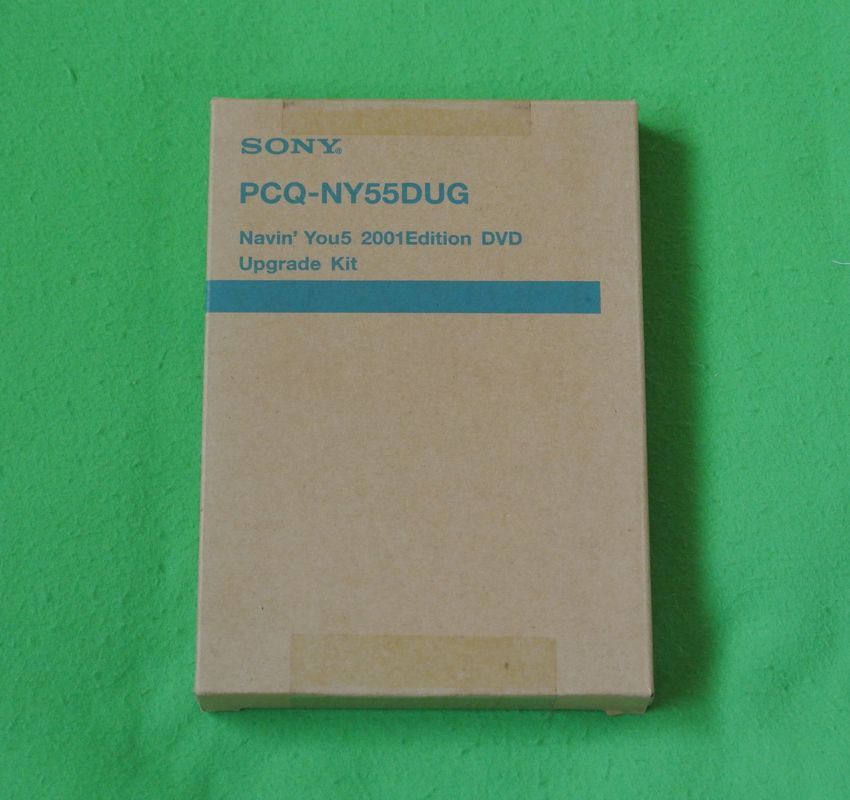 SONY®
PCQ-NY55DUG
Navin' You5 2001Edition DVD
Upgrade Kit